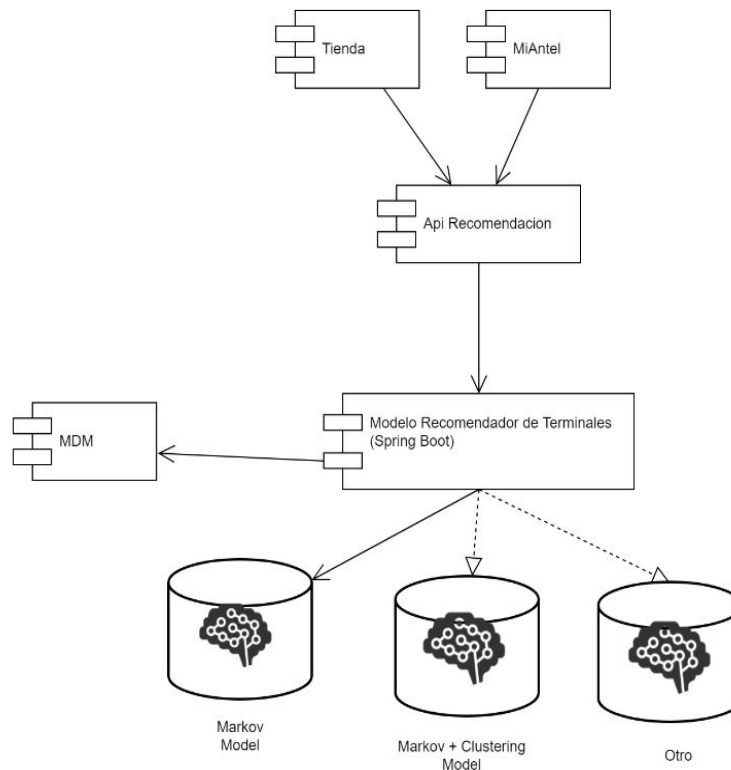 Tienda
MiAntel
Api Recomendacion
Modelo Recomendador de Terminales
(Spring Boot)
MDM
Markov
Model
Markov + Clustering
Model
Otro